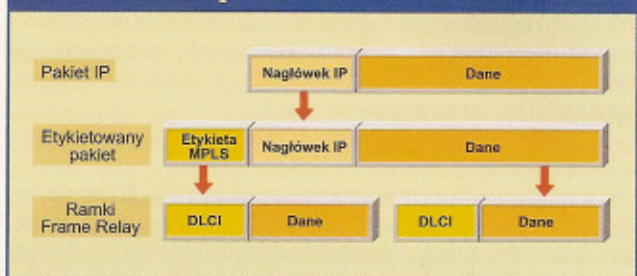 Pakiet IP
Nagłówek IP
Dane
Etykietowany
pakiet
Etykieta
MPLS
Nagłówek IP
Dane
Ramki
Frame Relay
DLCI
Dane
DLCI
Dane